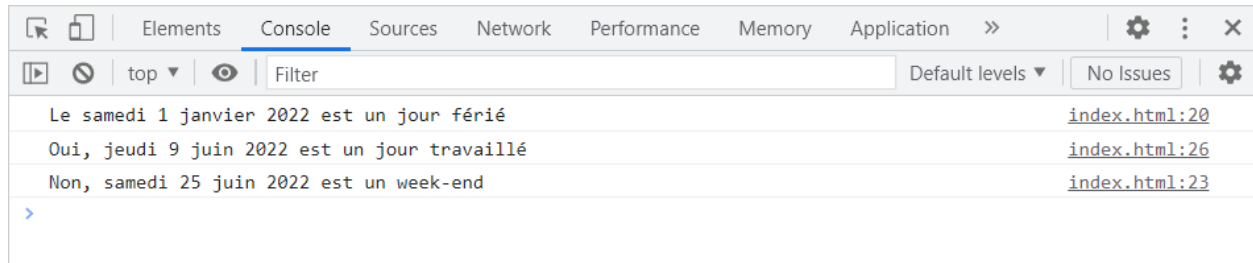 Elements Console Sources Network Performance Memory Application
top Filter Default levels No Issues
Le samedi 1 janvier 2022 est un jour férié index.html:20
Oui, jeudi 9 juin 2022 est un jour travaillé index.html:26
Non, samedi 25 juin 2022 est un week-end index.html:23